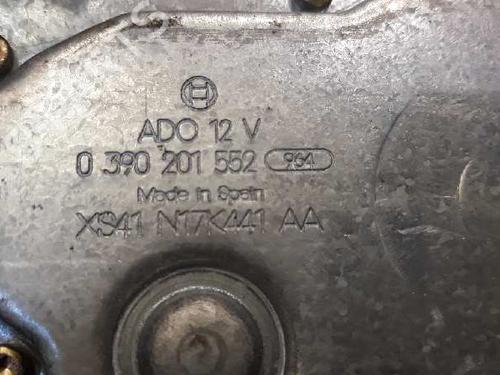 ADO 12 V
0 390 201 552 964
Made in Spain
XS41 N17K441 AA